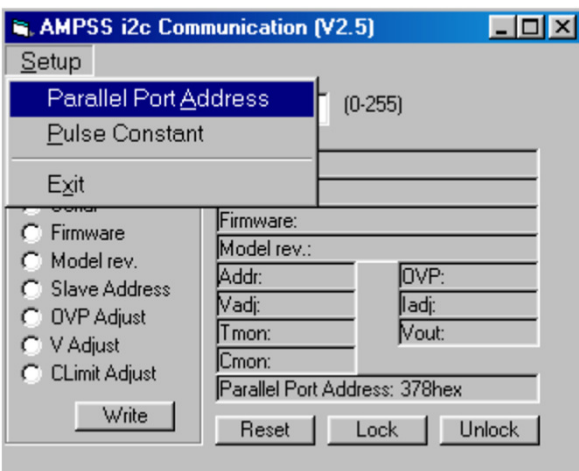 AMPSS i2c Communication (V2.5)
Setup
Parallel Port Address
(0-255)
Pulse Constant
Exit
Firmware
Model rev.
Slave Address
OVP Adjust
V Adjust
CLimit Adjust
Write
Firmware:
Model rev.:
Addr: OVP:
Vadj: Iadj:
Tmon: Vout:
Cmon:
Parallel Port Address: 378hex
Reset Lock Unlock